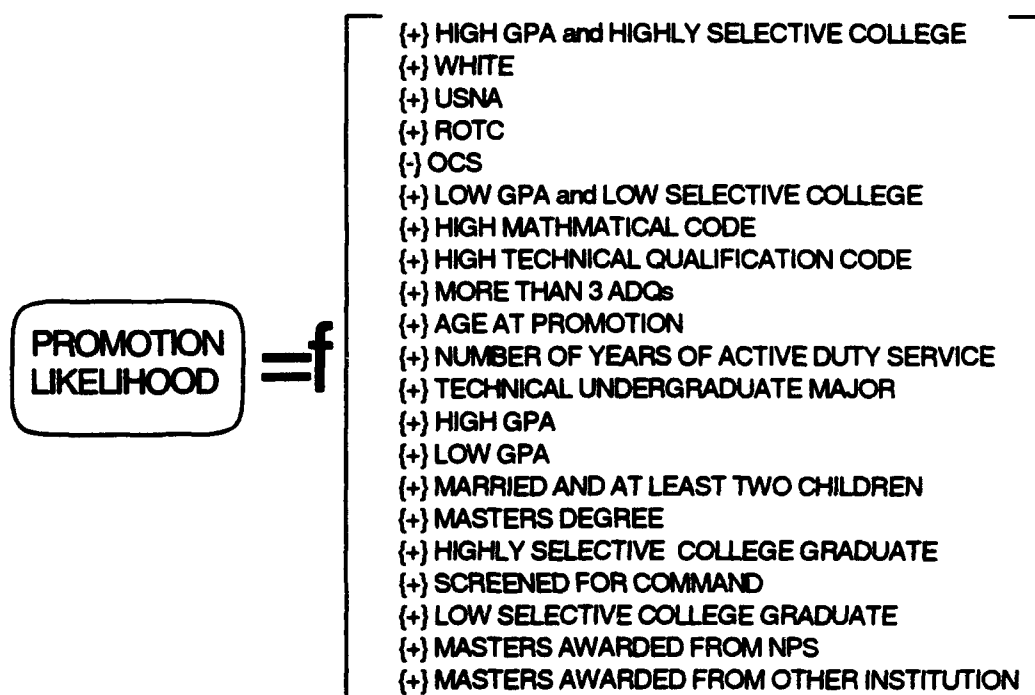 PROMOTION
LIKELIHOOD
=f
{+} HIGH GPA and HIGHLY SELECTIVE COLLEGE
{+} WHITE
{+} USNA
{+} ROTC
{-} OCS
{+} LOW GPA and LOW SELECTIVE COLLEGE
{+} HIGH MATHMATICAL CODE
{+} HIGH TECHNICAL QUALIFICATION CODE
{+} MORE THAN 3 ADQs
{+} AGE AT PROMOTION
{+} NUMBER OF YEARS OF ACTIVE DUTY SERVICE
{+} TECHNICAL UNDERGRADUATE MAJOR
{+} HIGH GPA
{+} LOW GPA
{+} MARRIED AND AT LEAST TWO CHILDREN
{+} MASTERS DEGREE
{+} HIGHLY SELECTIVE COLLEGE GRADUATE
{+} SCREENED FOR COMMAND
{+} LOW SELECTIVE COLLEGE GRADUATE
{+} MASTERS AWARDED FROM NPS
{+} MASTERS AWARDED FROM OTHER INSTITUTION